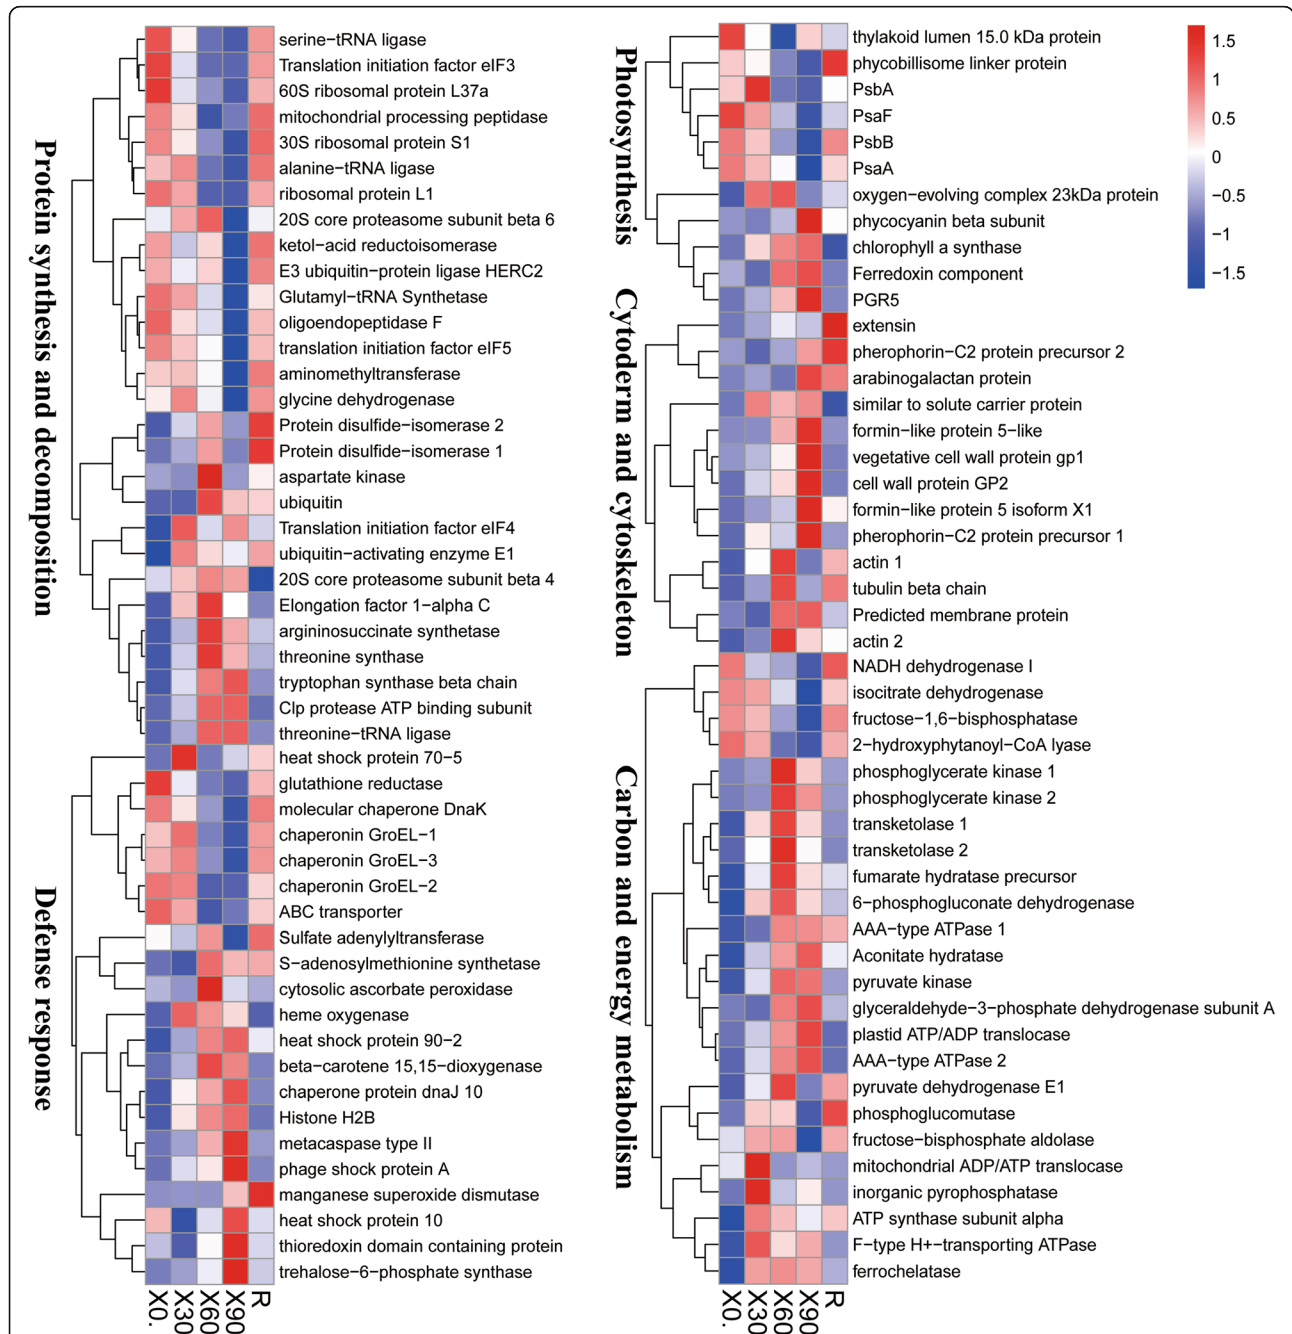 Protein synthesis and decomposition
serine−tRNA ligase
Translation initiation factor eIF3
60S ribosomal protein L37a
mitochondrial processing peptidase
30S ribosomal protein S1
alanine−tRNA ligase
ribosomal protein L1
20S core proteasome subunit beta 6
ketol−acid reductoisomerase
E3 ubiquitin−protein ligase HERC2
Glutamyl−tRNA Synthetase
oligoendopeptidase F
translation initiation factor eIF5
aminomethyltransferase
glycine dehydrogenase
Protein disulfide−isomerase 2
Protein disulfide−isomerase 1
aspartate kinase
ubiquitin
Translation initiation factor eIF4
ubiquitin−activating enzyme E1
20S core proteasome subunit beta 4
Elongation factor 1−alpha C
argininosuccinate synthetase
threonine synthase
tryptophan synthase beta chain
Clp protease ATP binding subunit
threonine−tRNA ligase
Defense response
heat shock protein 70−5
glutathione reductase
molecular chaperone DnaK
chaperonin GroEL−1
chaperonin GroEL−3
chaperonin GroEL−2
ABC transporter
Sulfate adenylyltransferase
S−adenosylmethionine synthetase
cytosolic ascorbate peroxidase
heme oxygenase
heat shock protein 90−2
beta−carotene 15,15−dioxygenase
chaperone protein dnaJ 10
Histone H2B
metacaspase type II
phage shock protein A
manganese superoxide dismutase
heat shock protein 10
thioredoxin domain containing protein
trehalose−6−phosphate synthase
X0.
X30
X60
X90
R
Photosynthesis
thylakoid lumen 15.0 kDa protein
phycobillisome linker protein
PsbA
PsaF
PsbB
PsaA
oxygen−evolving complex 23kDa protein
phycocyanin beta subunit
chlorophyll a synthase
Ferredoxin component
PGR5
Cytoderm and cytoskeleton
extensin
pherophorin−C2 protein precursor 2
arabinogalactan protein
similar to solute carrier protein
formin−like protein 5−like
vegetative cell wall protein gp1
cell wall protein GP2
formin−like protein 5 isoform X1
pherophorin−C2 protein precursor 1
actin 1
tubulin beta chain
Predicted membrane protein
actin 2
Carbon and energy metabolism
NADH dehydrogenase I
isocitrate dehydrogenase
fructose−1,6−bisphosphatase
2−hydroxyphytanoyl−CoA lyase
phosphoglycerate kinase 1
phosphoglycerate kinase 2
transketolase 1
transketolase 2
fumarate hydratase precursor
6−phosphogluconate dehydrogenase
AAA−type ATPase 1
Aconitate hydratase
pyruvate kinase
glyceraldehyde−3−phosphate dehydrogenase subunit A
plastid ATP/ADP translocase
AAA−type ATPase 2
pyruvate dehydrogenase E1
phosphoglucomutase
fructose−bisphosphate aldolase
mitochondrial ADP/ATP translocase
inorganic pyrophosphatase
ATP synthase subunit alpha
F−type H+−transporting ATPase
ferrochelatase
X0.
X30
X60
X90
R
1.5
1
0.5
0
−0.5
−1
−1.5